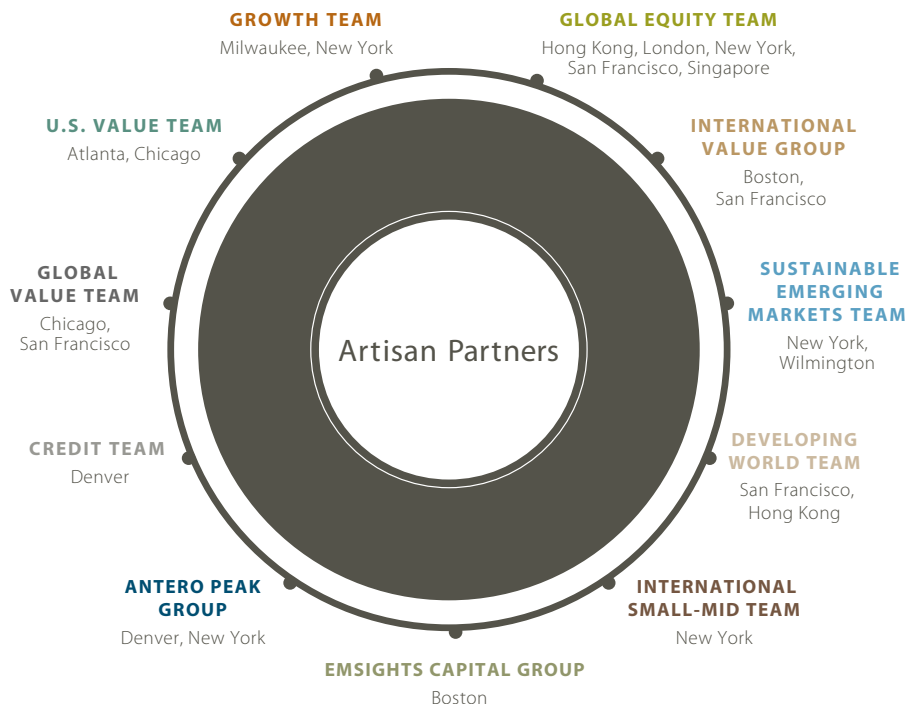 GROWTH TEAM
Milwaukee, New York
GLOBAL EQUITY TEAM
Hong Kong, London, New York,
San Francisco, Singapore
U.S. VALUE TEAM
Atlanta, Chicago
INTERNATIONAL
VALUE GROUP
Boston,
San Francisco
GLOBAL
VALUE TEAM
Chicago,
San Francisco
SUSTAINABLE
EMERGING
MARKETS TEAM
New York,
Wilmington
Artisan Partners
CREDIT TEAM
Denver
DEVELOPING
WORLD TEAM
San Francisco,
Hong Kong
ANTERO PEAK
GROUP
Denver, New York
INTERNATIONAL
SMALL-MID TEAM
New York
EMSIGHTS CAPITAL GROUP
Boston